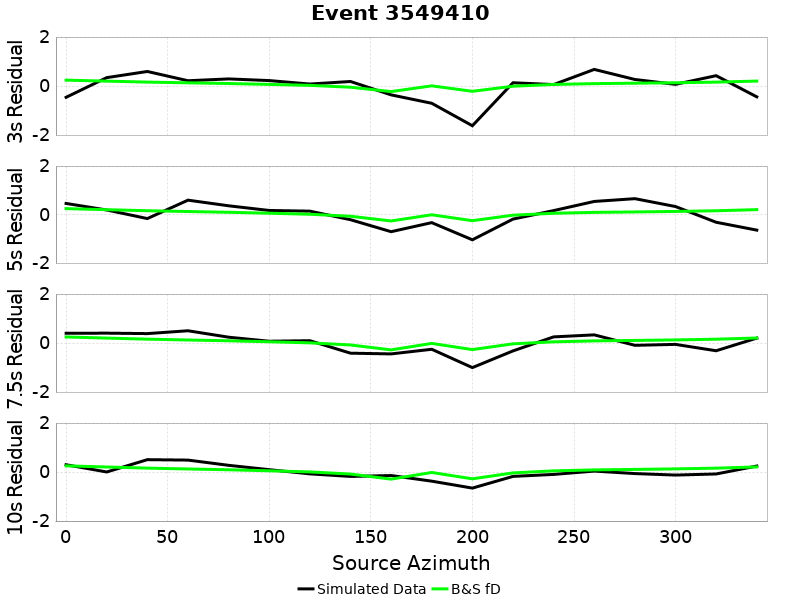 Event 3549410
3s Residual
2
0
-2
5s Residual
2
0
-2
7.5s Residual
2
0
-2
10s Residual
2
0
-2
0 50 100 150 200 250 300
Source Azimuth
Simulated Data B&S fD